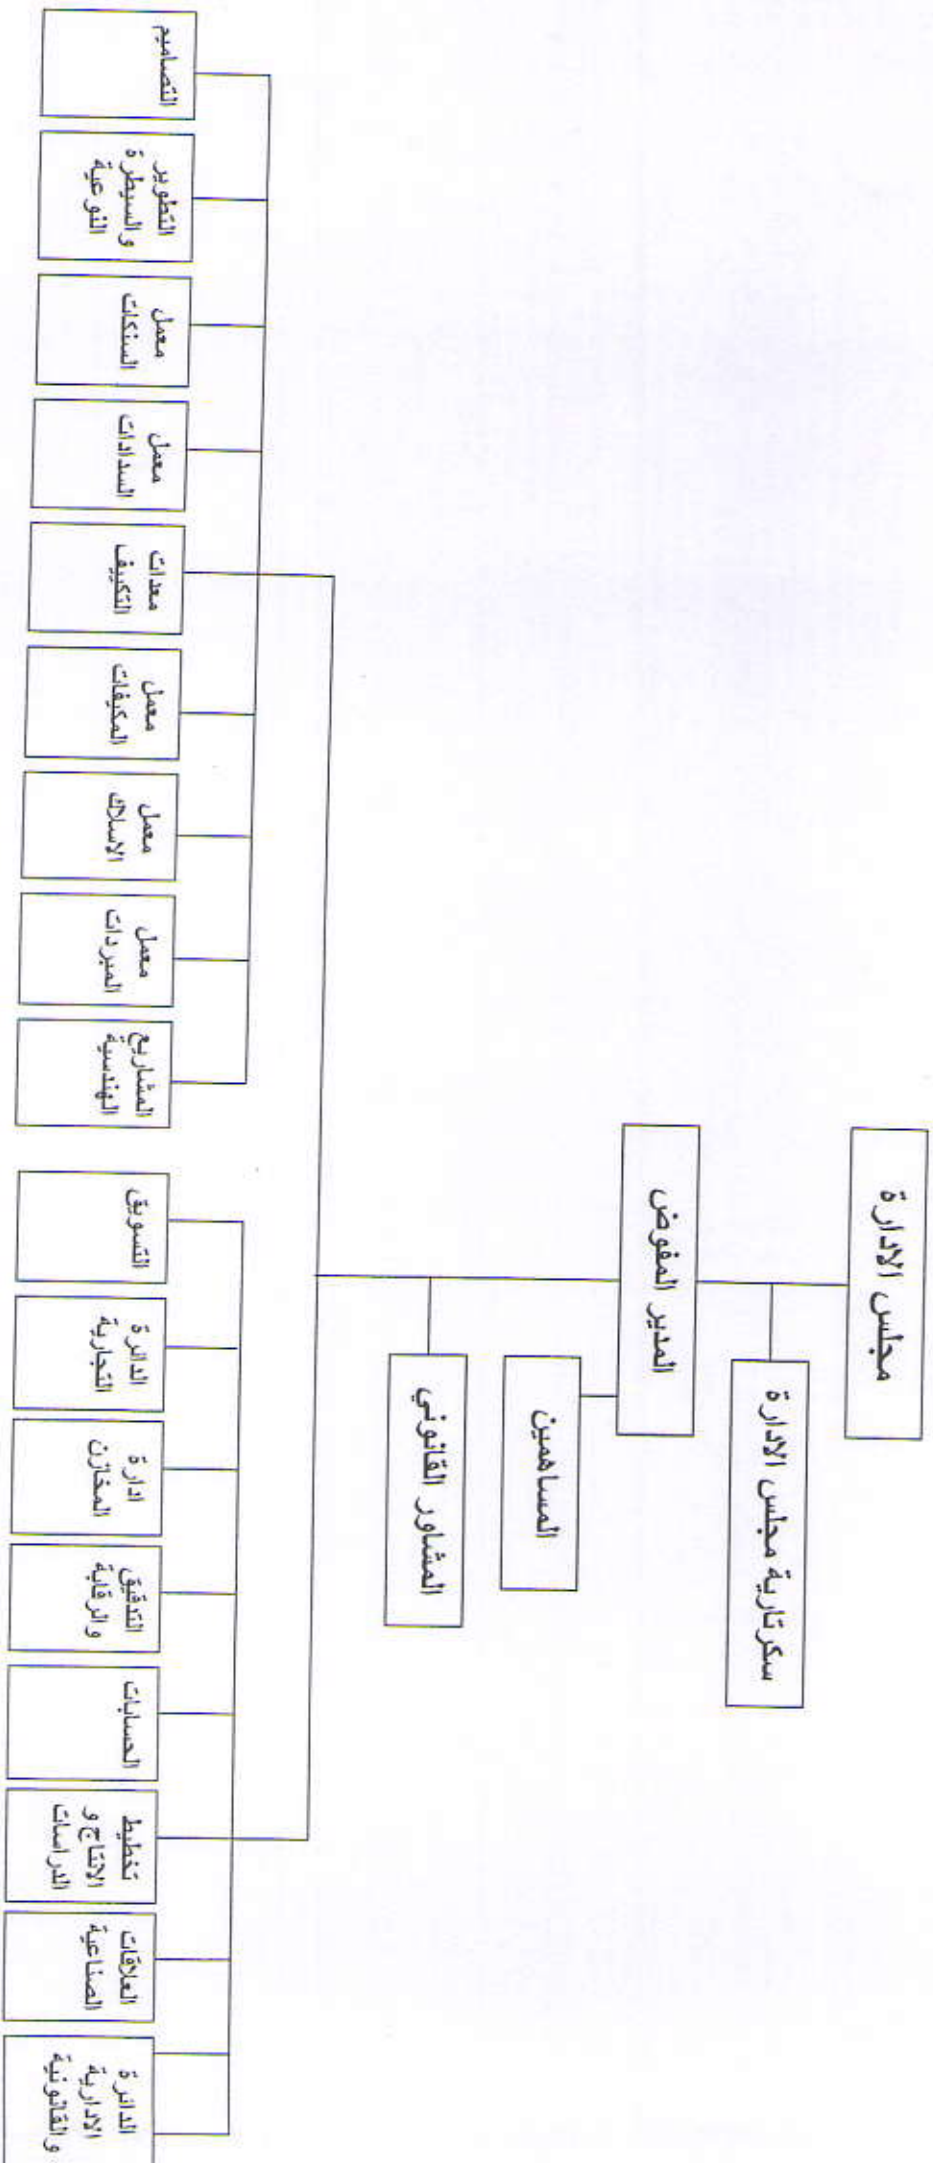 مجلس الادارة
سكرتارية مجلس الادارة
المدير المفوض
المساهمين
المشاور القانوني
الدائرة
الادارية
والقانونية
العلاقات
الصناعية
تخطيط
الانتاج و
الدراسات
الحسابات
التدقيق
والرقابة
ادارة
المخازن
الدائرة
التجارية
التسويق
المشاريع
الهندسية
معمل
المبردات
معمل
الاسلاك
معمل
المكيفات
معدات
التكييف
معمل
السدادات
معمل
السنكات
التطوير
والسيطرة
النوعية
التصاميم